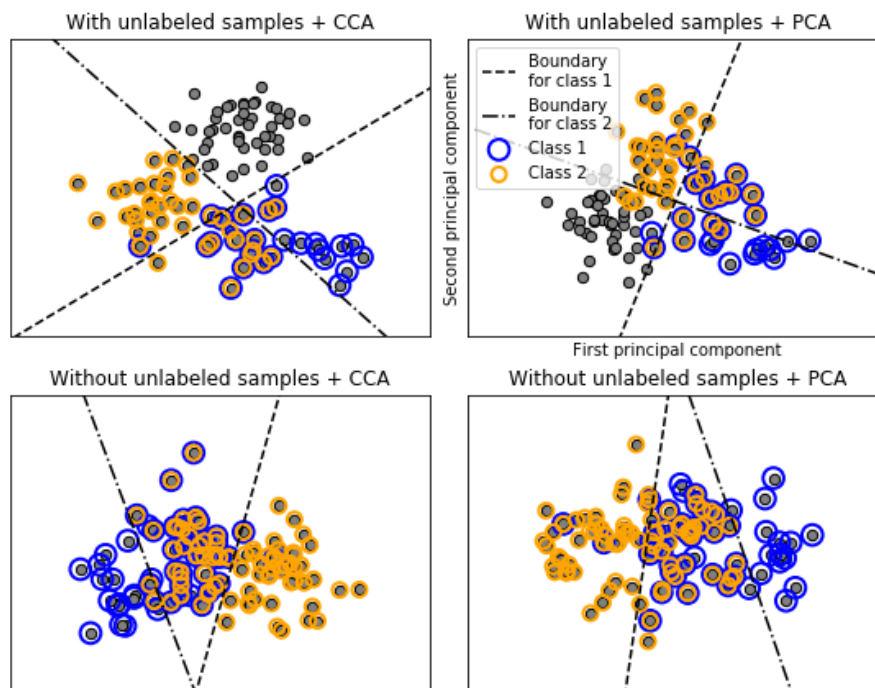 With unlabeled samples + CCA
With unlabeled samples + PCA
Boundary
for class 1
Boundary
for class 2
Class 1
Class 2
Second principal component
First principal component
Without unlabeled samples + CCA
Without unlabeled samples + PCA